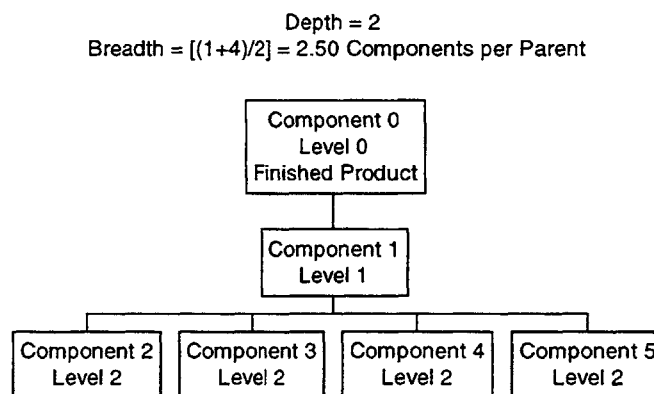 Depth = 2
Breadth = [(1+4)/2] = 2.50 Components per Parent
Component 0
Level 0
Finished Product
Component 1
Level 1
Component 2
Level 2
Component 3
Level 2
Component 4
Level 2
Component 5
Level 2